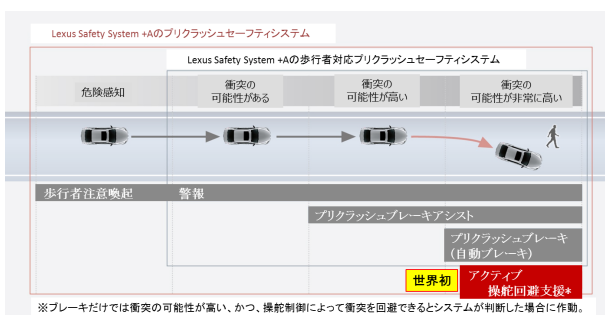 Lexus Safety System +Aのプリクラッシュセーフティシステム
Lexus Safety System +Aの歩行者対応プリクラッシュセーフティシステム
危険感知
衝突の
可能性がある
衝突の
可能性が高い
衝突の
可能性が非常に高い
歩行者注意喚起
警報
プリクラッシュブレーキアシスト
プリクラッシュブレーキ
(自動ブレーキ)
世界初
アクティブ
操舵回避支援*
※ブレーキだけでは衝突の可能性が高い、かつ、操舵制御によって衝突を回避できるとシステムが判断した場合に作動。